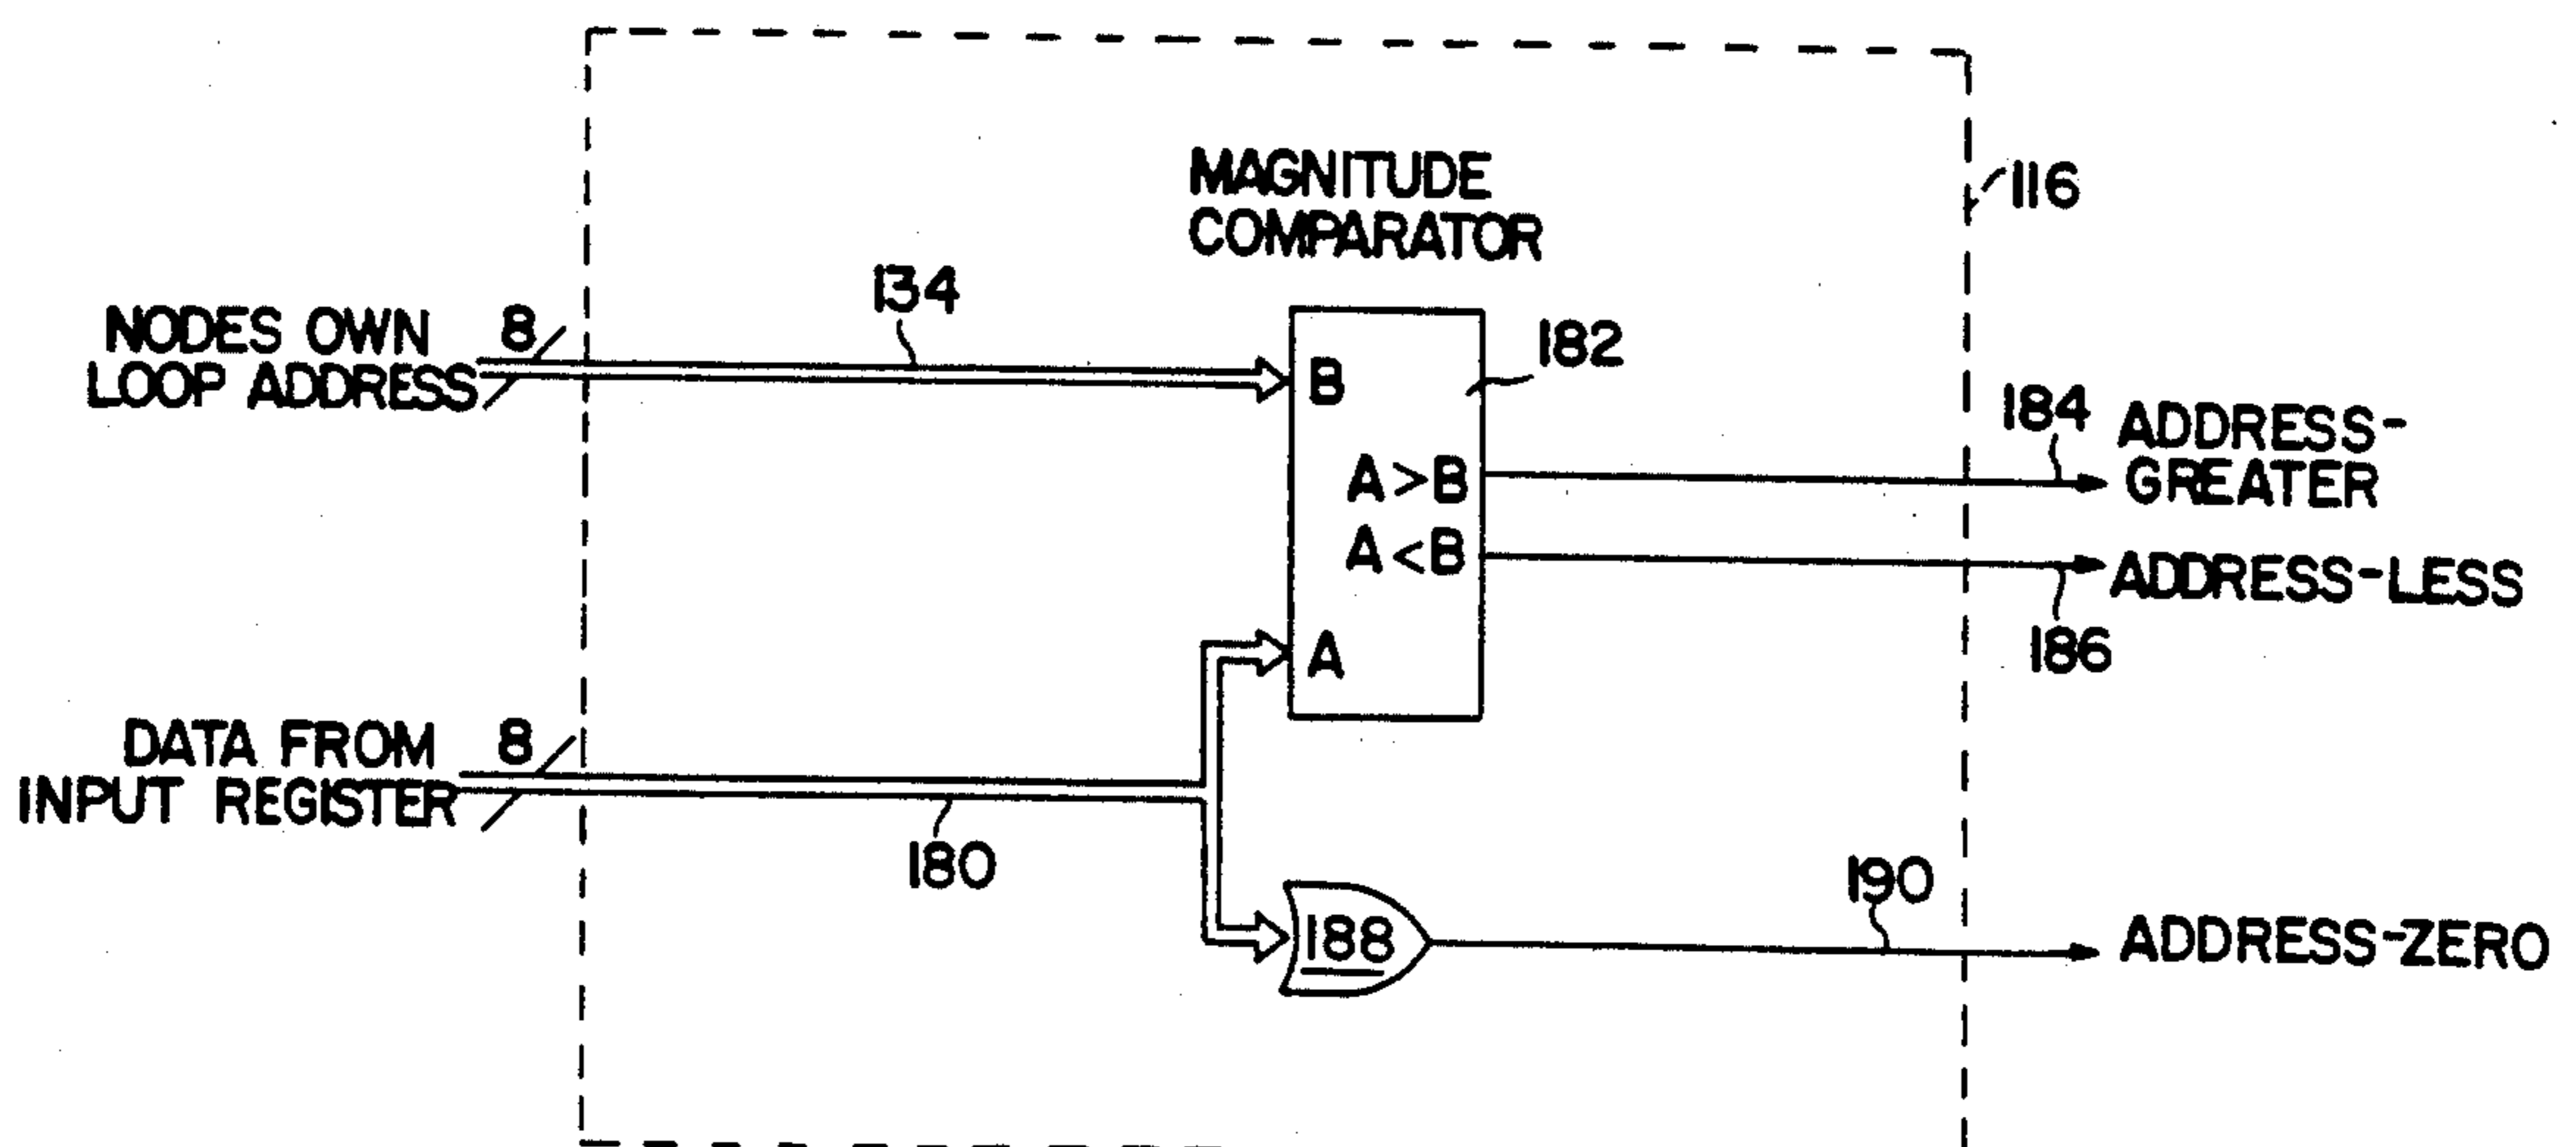 MAGNITUDE
COMPARATOR
116
134
NODES OWN
LOOP ADDRESS
8
B
182
A>B
A<B
A
184
ADDRESS-
GREATER
ADDRESS-LESS
186
DATA FROM
INPUT REGISTER
8
180
188
190
ADDRESS-ZERO